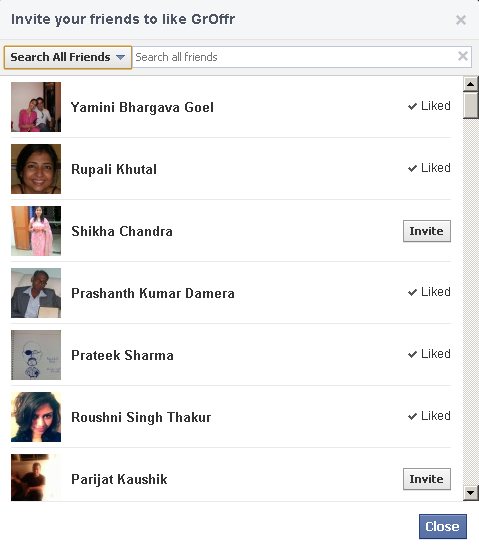 Invite your friends to like GrOffr
Search All Friends Search all friends
Yamini Bhargava Goel Liked
Rupali Khutal Liked
Shikha Chandra Invite
Prashanth Kumar Damera Liked
Prateek Sharma Liked
Roushni Singh Thakur Liked
Parijat Kaushik Invite
Close